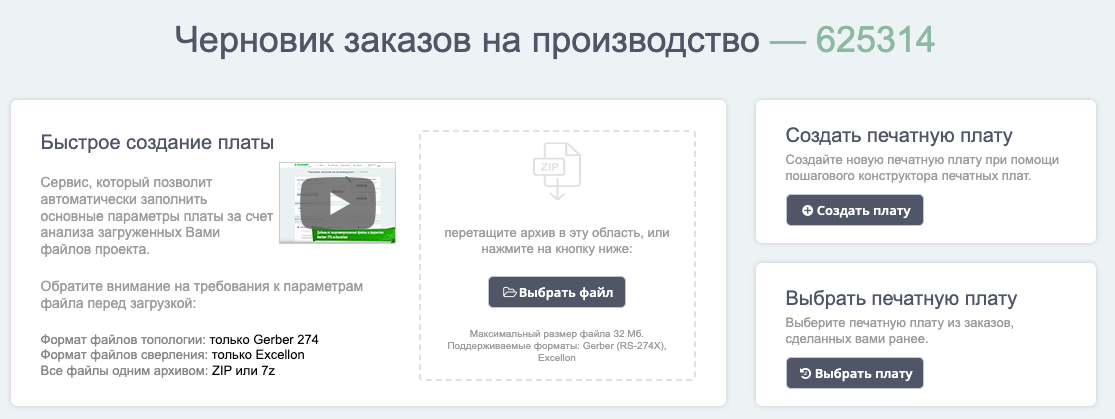 Черновик заказов на производство — 625314
Быстрое создание платы
Сервис, который позволит
автоматически заполнить
основные параметры платы за счет
анализа загруженных Вами
файлов проекта.
Обратите внимание на требования к параметрам
файла перед загрузкой:
Формат файлов топологии: только Gerber 274
Формат файлов сверления: только Excellon
Все файлы одним архивом: ZIP или 7z
ZIP
перетащите архив в эту область, или
нажмите на кнопку ниже:
Выбрать файл
Максимальный размер файла 32 Мб.
Поддерживаемые форматы: Gerber (RS-274X),
Excellon
Создать печатную плату
Создайте новую печатную плату при помощи
пошагового конструктора печатных плат.
Создать плату
Выбрать печатную плату
Выберите печатную плату из заказов,
сделанных вами ранее.
Выбрать плату